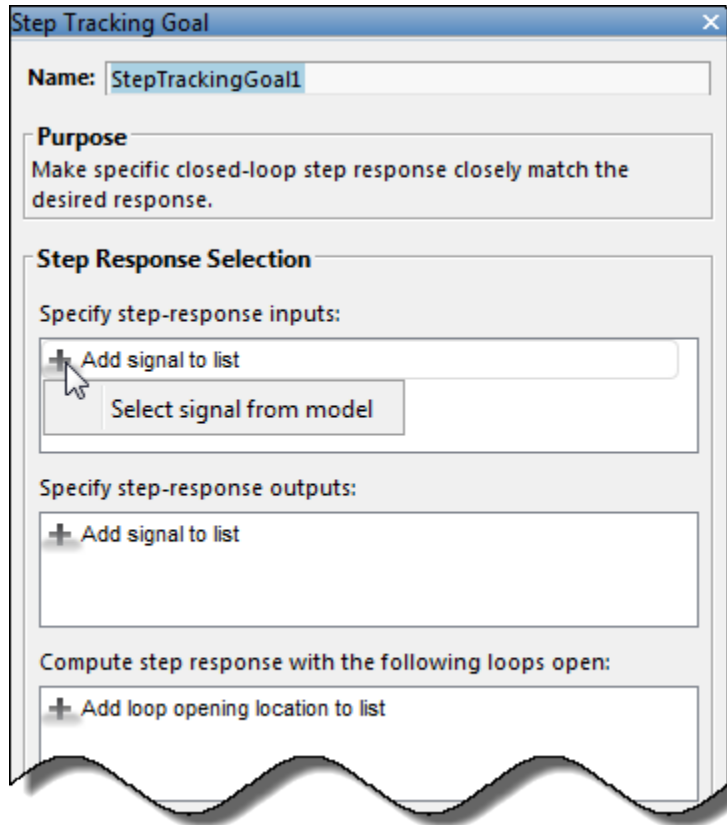 Step Tracking Goal
Name: StepTrackingGoal1
Purpose
Make specific closed-loop step response closely match the
desired response.
Step Response Selection
Specify step-response inputs:
Add signal to list
Select signal from model
Specify step-response outputs:
Add signal to list
Compute step response with the following loops open:
Add loop opening location to list